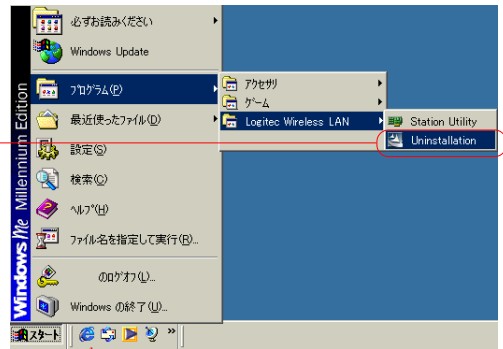 必ずお読みください
Windows Update
プログラム(P)
最近使ったファイル(D)
設定(S)
検索(C)
ヘルプ(H)
ファイル名を指定して実行(R)...
のログオフ(L)...
Windows の終了(U)...
Windows Me Millennium Edition
アクセサリ
ゲーム
Logitec Wireless LAN
Station Utility
Uninstallation
スタート
»